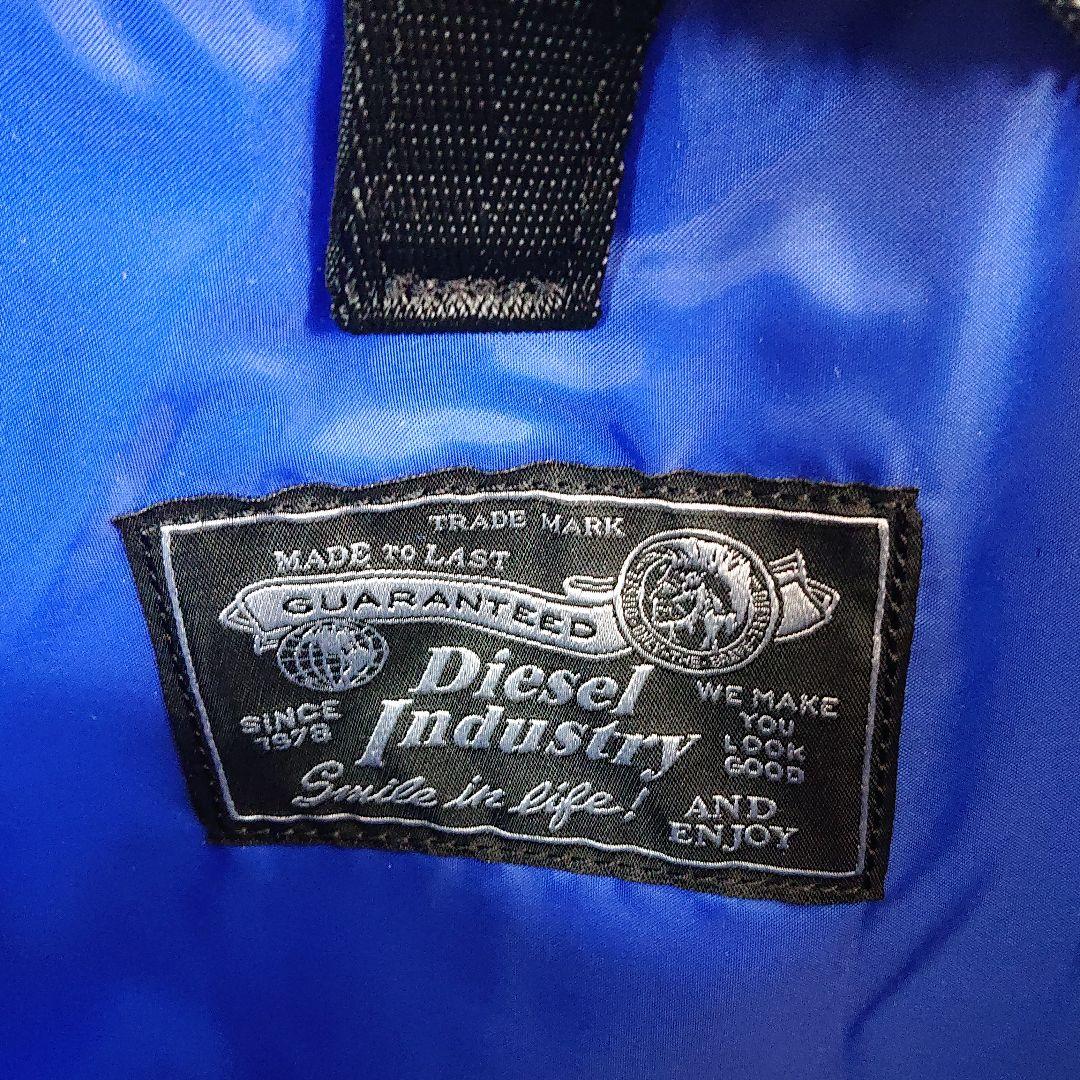 TRADE MARK
MADE TO LAST
GUARANTEED
Diesel
Industry
SINCE
1978
WE MAKE
YOU
LOOK
GOOD
Smile in life!
AND
ENJOY